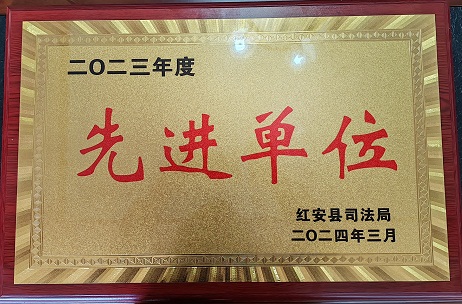 二〇二三年度
先进单位
红安县司法局
二〇二四年三月